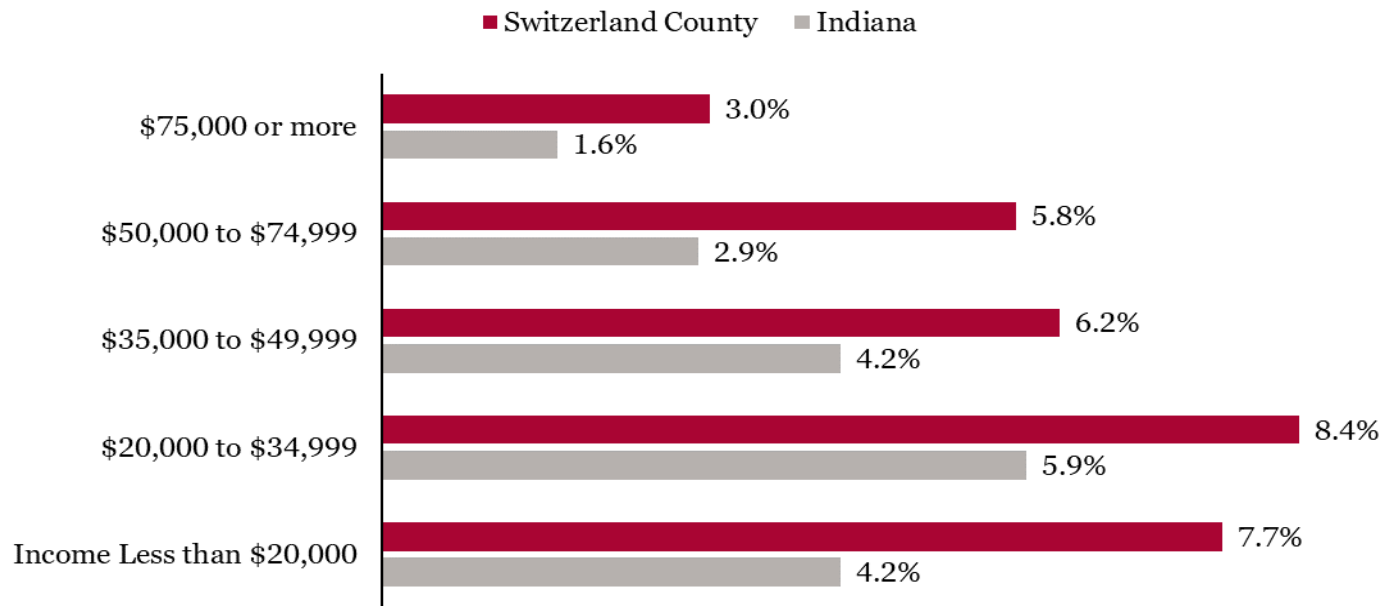 Switzerland County Indiana
$75,000 or more
3.0%
1.6%
$50,000 to $74,999
5.8%
2.9%
$35,000 to $49,999
6.2%
4.2%
$20,000 to $34,999
8.4%
5.9%
Income Less than $20,000
7.7%
4.2%